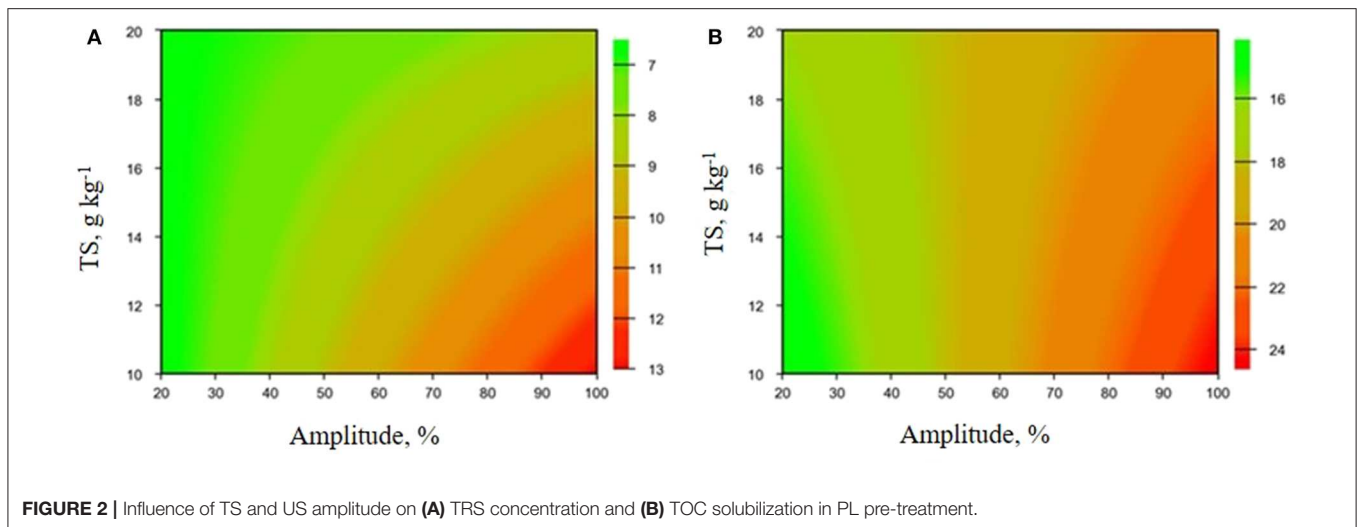 A
20
18
16
14
12
10
TS, g kg-1
20 30 40 50 60 70 80 90 100
Amplitude, %
7
8
9
10
11
12
13
B
20
18
16
14
12
10
TS, g kg-1
20 30 40 50 60 70 80 90 100
Amplitude, %
16
18
20
22
24
FIGURE 2 | Influence of TS and US amplitude on (A) TRS concentration and (B) TOC solubilization in PL pre-treatment.